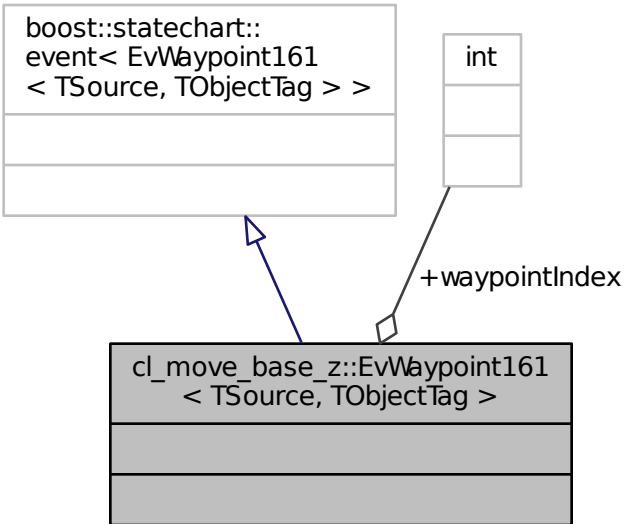 boost::statechart::
event< EvWaypoint161
< TSource, TObjectTag > >
int
+waypointIndex
cl_move_base_z::EvWaypoint161
< TSource, TObjectTag >